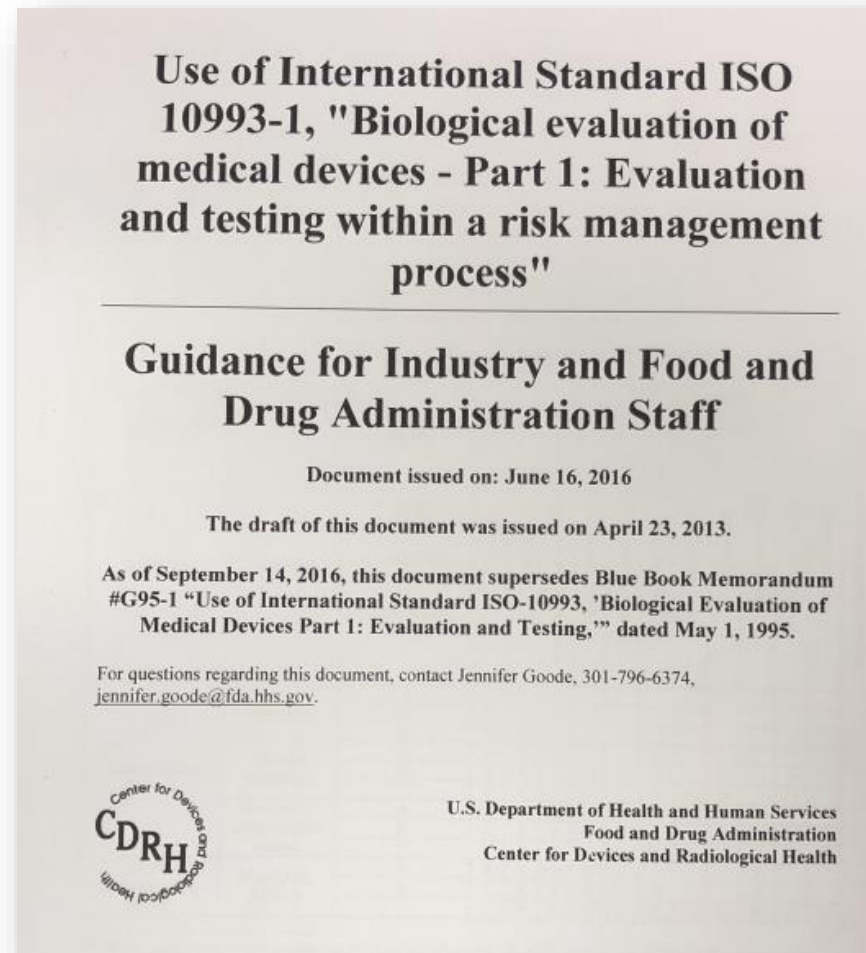 Use of International Standard ISO
10993-1, "Biological evaluation of
medical devices - Part 1: Evaluation
and testing within a risk management
process"
Guidance for Industry and Food and
Drug Administration Staff
Document issued on: June 16, 2016
The draft of this document was issued on April 23, 2013.
As of September 14, 2016, this document supersedes Blue Book Memorandum
#G95-1 “Use of International Standard ISO-10993, ’Biological Evaluation of
Medical Devices Part 1: Evaluation and Testing,’” dated May 1, 1995.
For questions regarding this document, contact Jennifer Goode, 301-796-6374,
jennifer.goode@fda.hhs.gov.
Center for Devices and Radiological Health
CDRH
U.S. Department of Health and Human Services
Food and Drug Administration
Center for Devices and Radiological Health